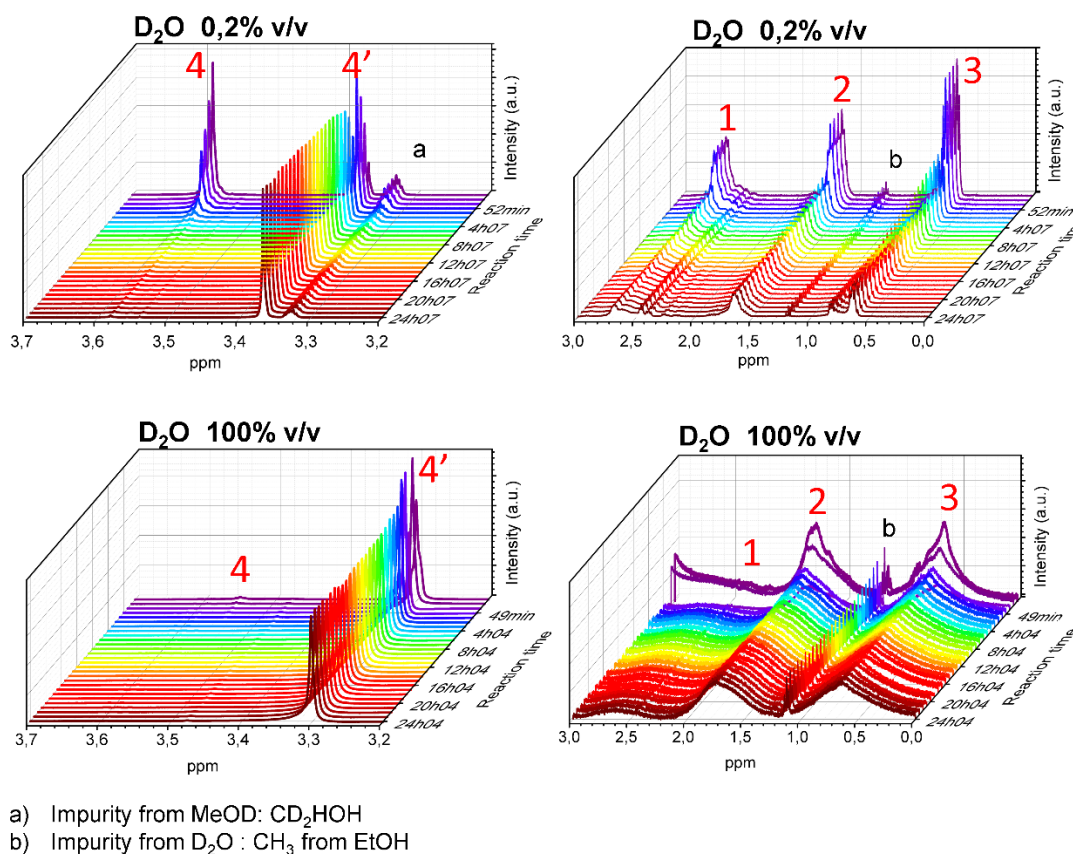 D2O 0,2% v/v
4
4’
a
Intensity (a.u.)
52min
4h07
8h07
12h07
16h07
20h07
24h07
Reaction time
3,7
3,6
3,5
3,4
3,3
3,2
ppm
D2O 0,2% v/v
1
2
3
b
Intensity (a.u.)
52min
4h07
8h07
12h07
16h07
20h07
24h07
Reaction time
3,0
2,5
2,0
1,5
1,0
0,5
0,0
ppm
D2O 100% v/v
4
4’
Intensity (a.u.)
49min
4h04
8h04
12h04
16h04
20h04
24h04
Reaction time
3,7
3,6
3,5
3,4
3,3
3,2
ppm
D2O 100% v/v
1
2
3
b
Intensity (a.u.)
49min
4h04
8h04
12h04
16h04
20h04
24h04
Reaction time
3,0
2,5
2,0
1,5
1,0
0,5
0,0
ppm
a) Impurity from MeOD: CD2HOH
b) Impurity from D2O : CH3 from EtOH